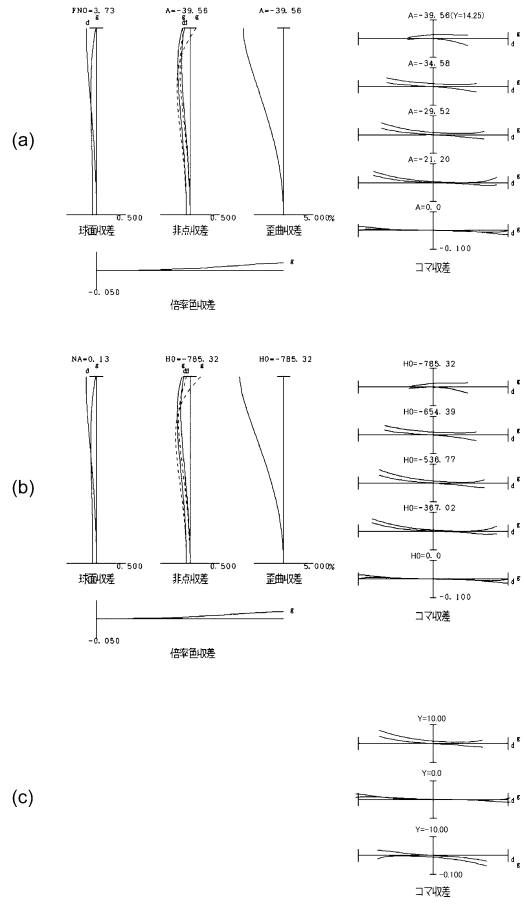 FNO=3.73 A=-39.56 A=-39.56 A=-39.56(Y=14.25)
d g d g g
g
d
A=-34.58
g
d
(a)
A=-29.52
g
d
A=-21.20
g
d
A=0.0
0.500 0.500 5.000%
g
d
球面収差 非点収差 歪曲収差
-0.100
コマ収差
g
-0.050
倍率色収差
NA=0.13 H0=-785.32 H0=-785.32 H0=-785.32
d g g
g
d
H0=-654.39
g
d
(b)
H0=-536.77
g
d
H0=-367.02
g
d
H0=0.0
0.500 0.500 5.000%
g
d
球面収差 非点収差 歪曲収差
-0.100
コマ収差
g
-0.050
倍率色収差
Y=10.00
g
d
(c)
Y=0.0
g
d
Y=-10.00
d
g
-0.100
コマ収差